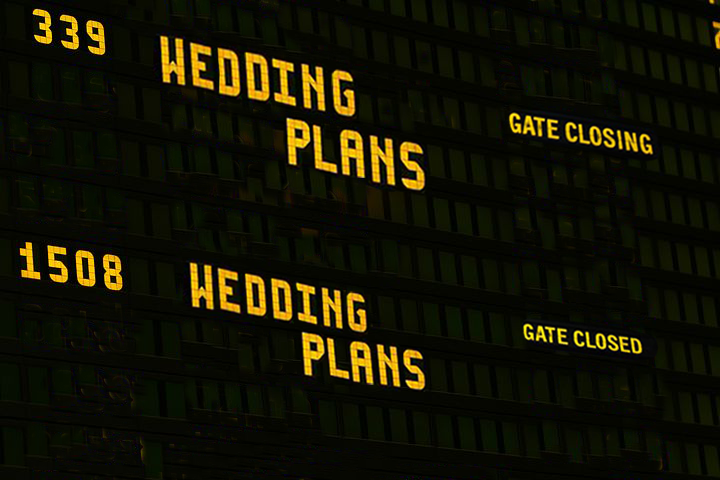 339
WEDDING
PLANS
GATE CLOSING
1508
WEDDING
PLANS
GATE CLOSED